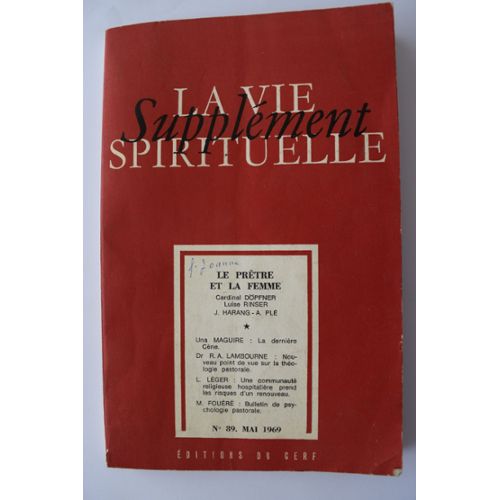 LA VIE
Supplément
SPIRITUELLE
LE PRÊTRE
ET LA FEMME
Cardinal DÖPFNER
Luise RINSER
J. HARANG - A. PLÉ
★
Una MAGUIRE : La dernière
Cène.
Dr R. A. LAMBOURNE : Nou-
veau point de vue sur la théo-
logie pastorale.
L. LÉGER : Une communauté
religieuse hospitalière prend
les risques d'un renouveau.
M. FOUÉRÉ : Bulletin de psy-
chologie pastorale.
N° 89. MAI 1969
ÉDITIONS DU CERF